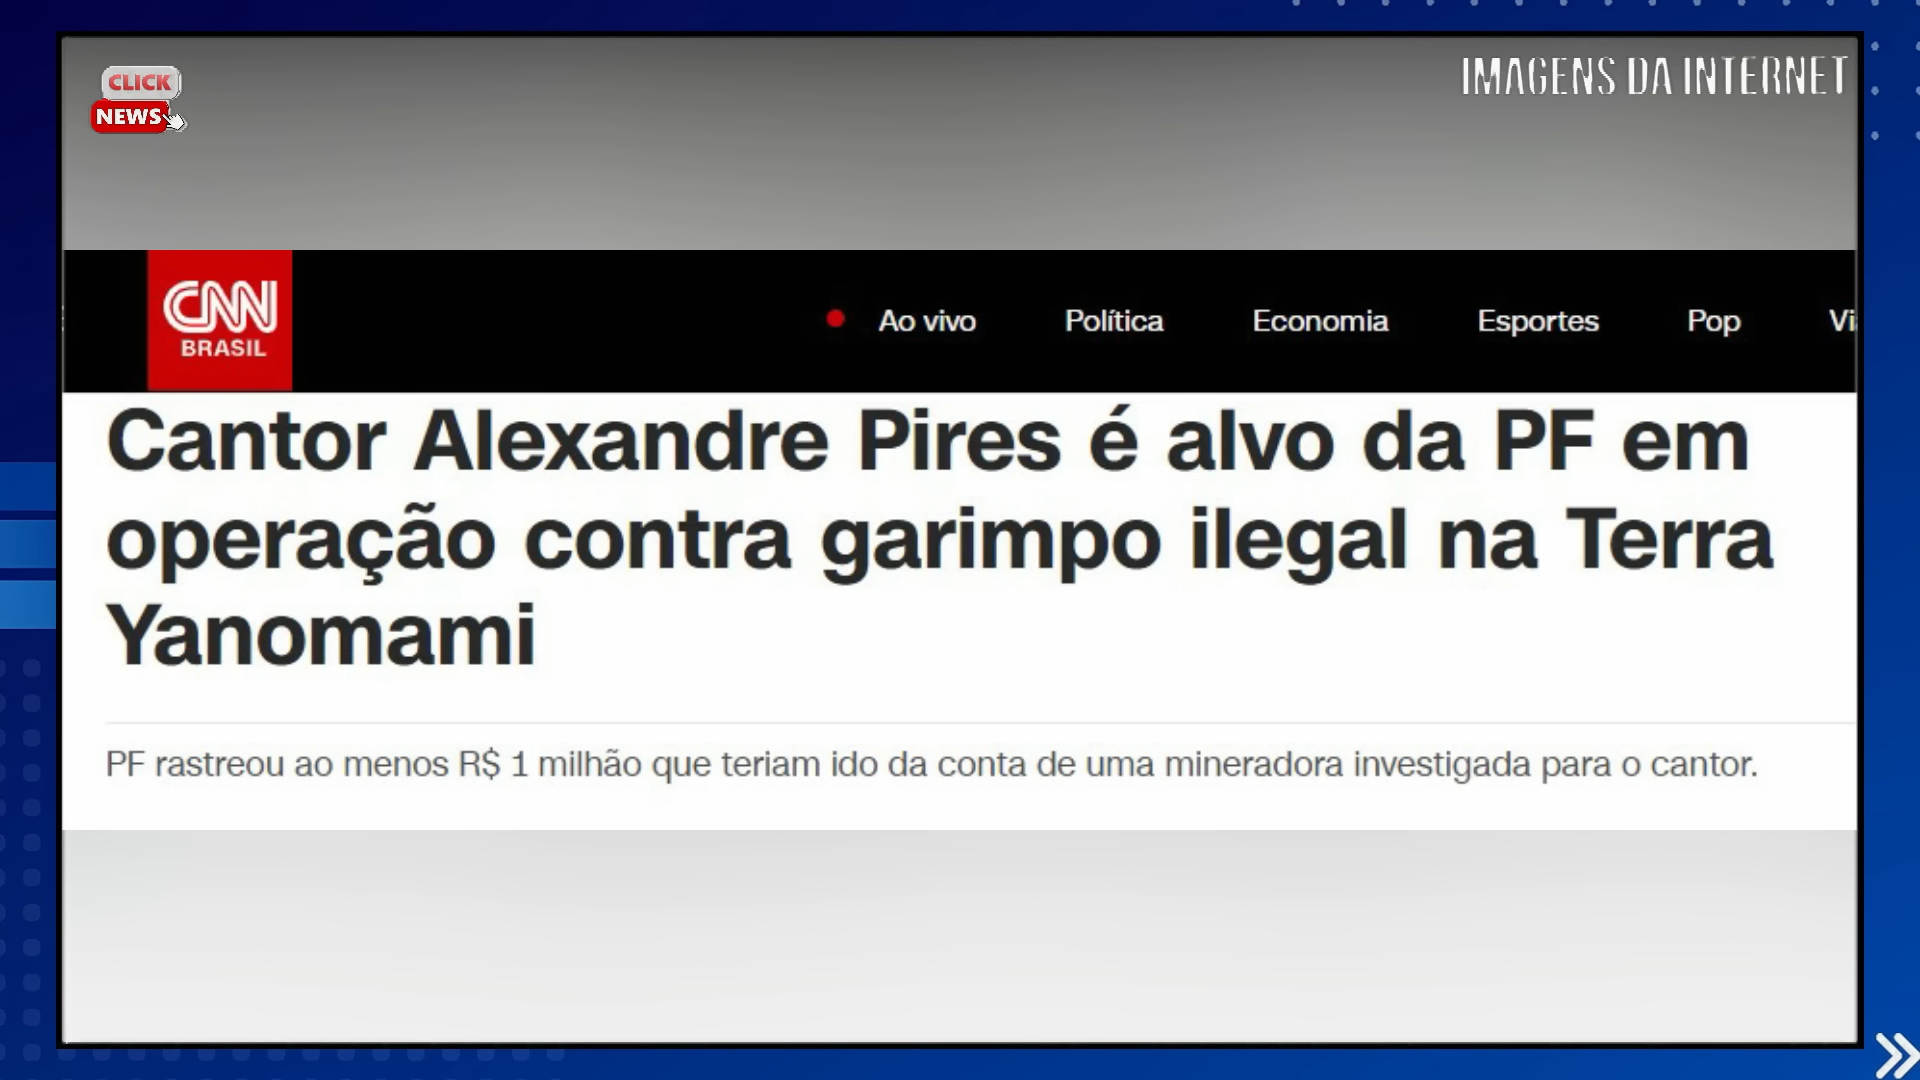 CLICK
NEWS
IMAGENS DA INTERNET
CNN
BRASIL
Ao vivo Política Economia Esportes Pop
Cantor Alexandre Pires é alvo da PF em
operação contra garimpo ilegal na Terra
Yanomami
PF rastreou ao menos R$ 1 milhão que teriam ido da conta de uma mineradora investigada para o cantor.